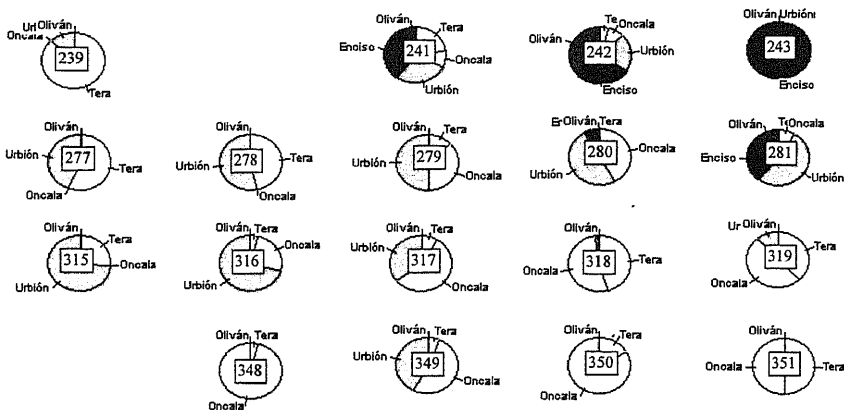 Url Oliván
Oncala
239
Tera
Oliván Tera
Enciso 241
Oncala
Urbión
Te
Oliván Oncala
242
Urbión
Enciso
Oliván Urbión
243
Enciso
Oliván
Urbión 277 Tera
Oncala
Oliván
278 Tera
Urbión Oncala
Oliván Tera
Urbión 279
Oncala
Er Oliván Tera
280 Oncala
Urbión
Oliván Oncala
Enciso 281
Urbión
Oliván Tera
315 Oncala
Urbión
Oliván Tera
Oncala
316
Urbión
Oliván Tera
Urbión 317
Oncala
Oliván
Oncala 318 Tera
Ur Oliván
319 Tera
Oncala
Oliván Tera
348
Oncala
Oliván Tera
Urbión 349
Oncala
Oliván Tera
350
Oncala
Oliván
Oncala 351 Tera